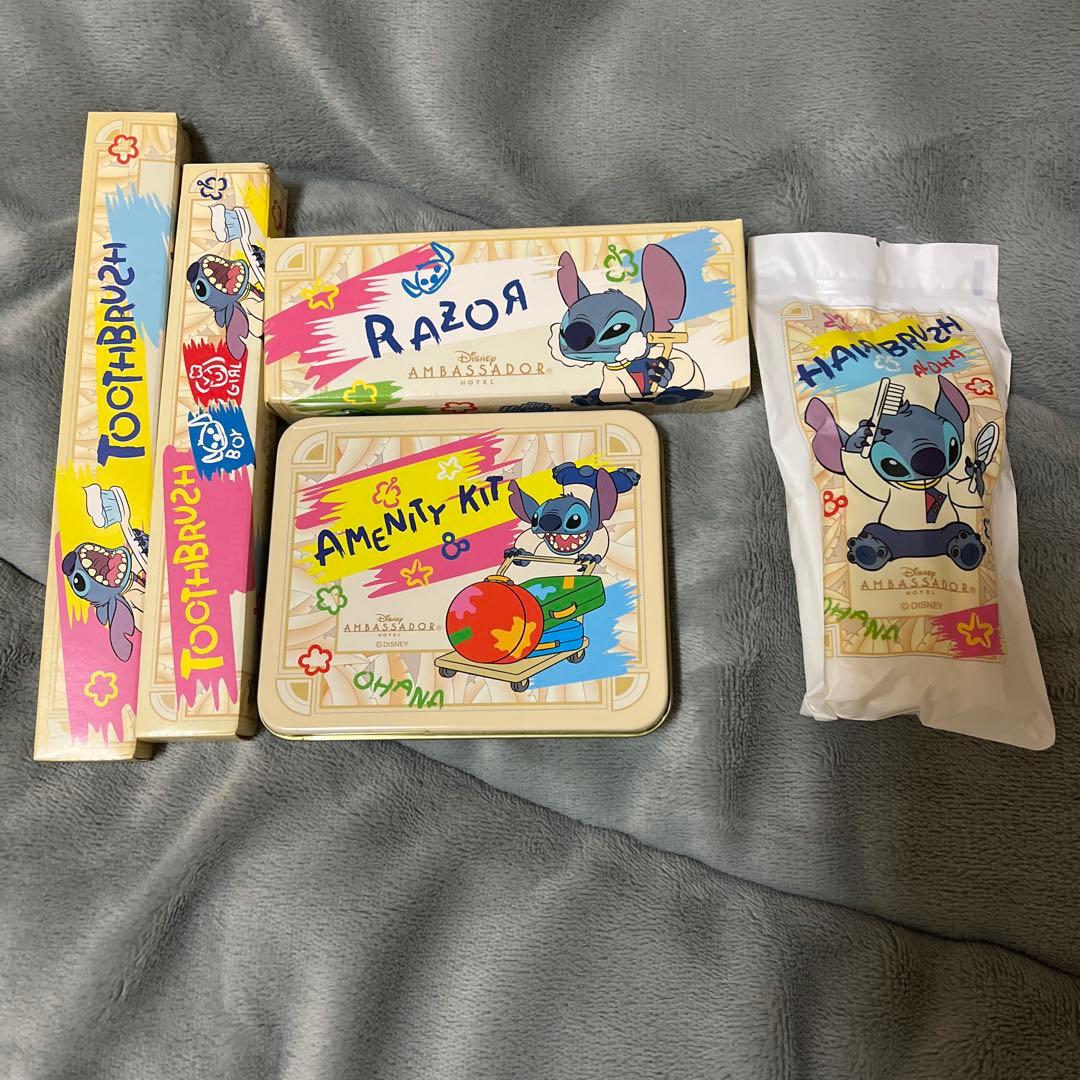 TOOTHBRUSH
TOOTHBRUSH
GIRL
BOY
RAZOR
Disney
AMBASSADOR®
HOTEL
AMENITY KIT
Disney
AMBASSADOR®
HOTEL
© DISNEY
OHANA
HAIRBRUSH
ALOHA
Disney
AMBASSADOR®
HOTEL
© DISNEY
OHANA